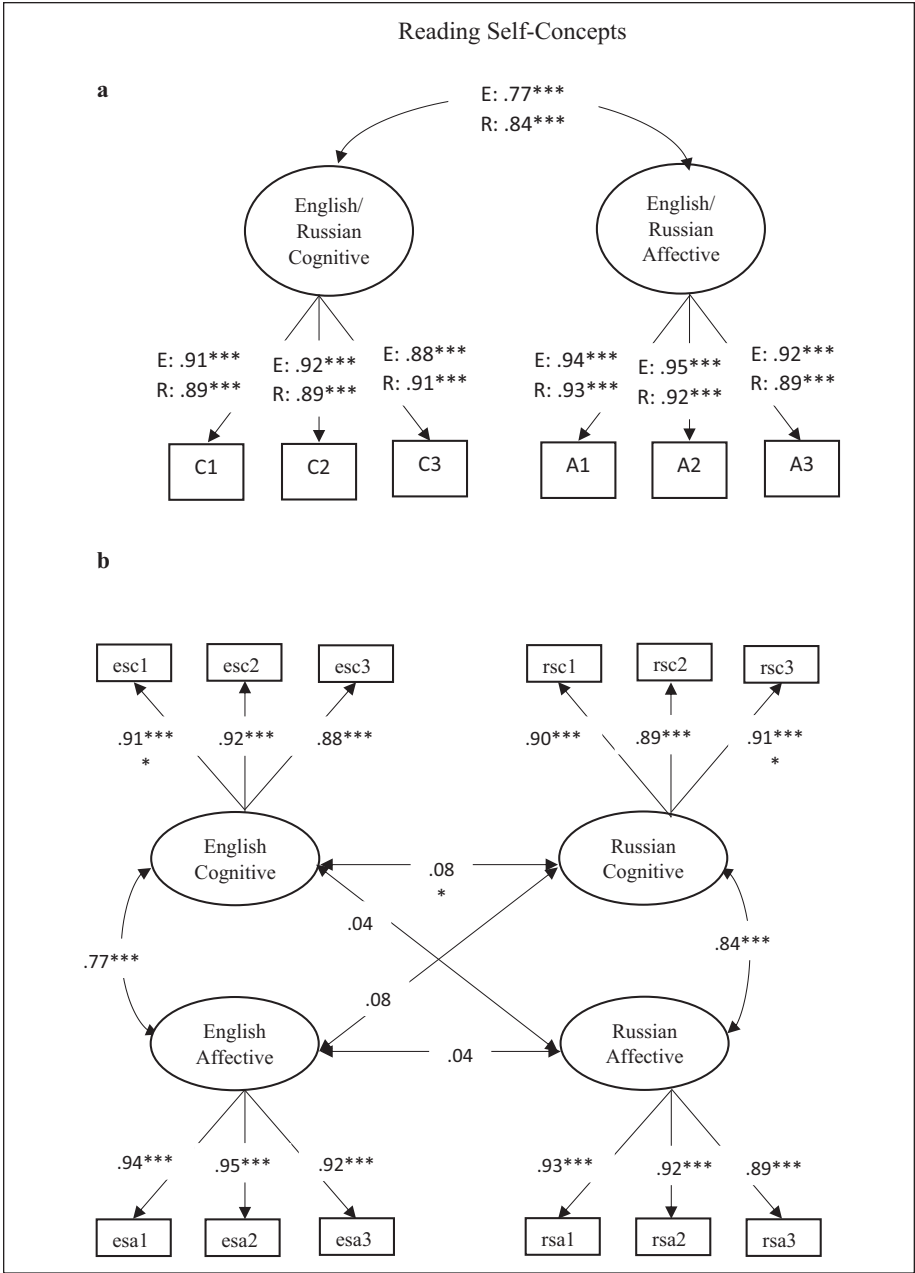 Reading Self-Concepts
a
E: .77***
R: .84***
English/
Russian
Cognitive
English/
Russian
Affective
E: .91***
R: .89***
E: .92***
R: .89***
E: .88***
R: .91***
E: .94***
R: .93***
E: .95***
R: .92***
E: .92***
R: .89***
C1
C2
C3
A1
A2
A3
b
esc1
esc2
esc3
rsc1
rsc2
rsc3
.91***
*
.92***
.88***
.90***
.89***
.91***
*
English
Cognitive
Russian
Cognitive
.08
*
.04
.77***
.84***
.08
English
Affective
Russian
Affective
.04
.94***
.95***
.92***
.93***
.92***
.89***
esa1
esa2
esa3
rsa1
rsa2
rsa3